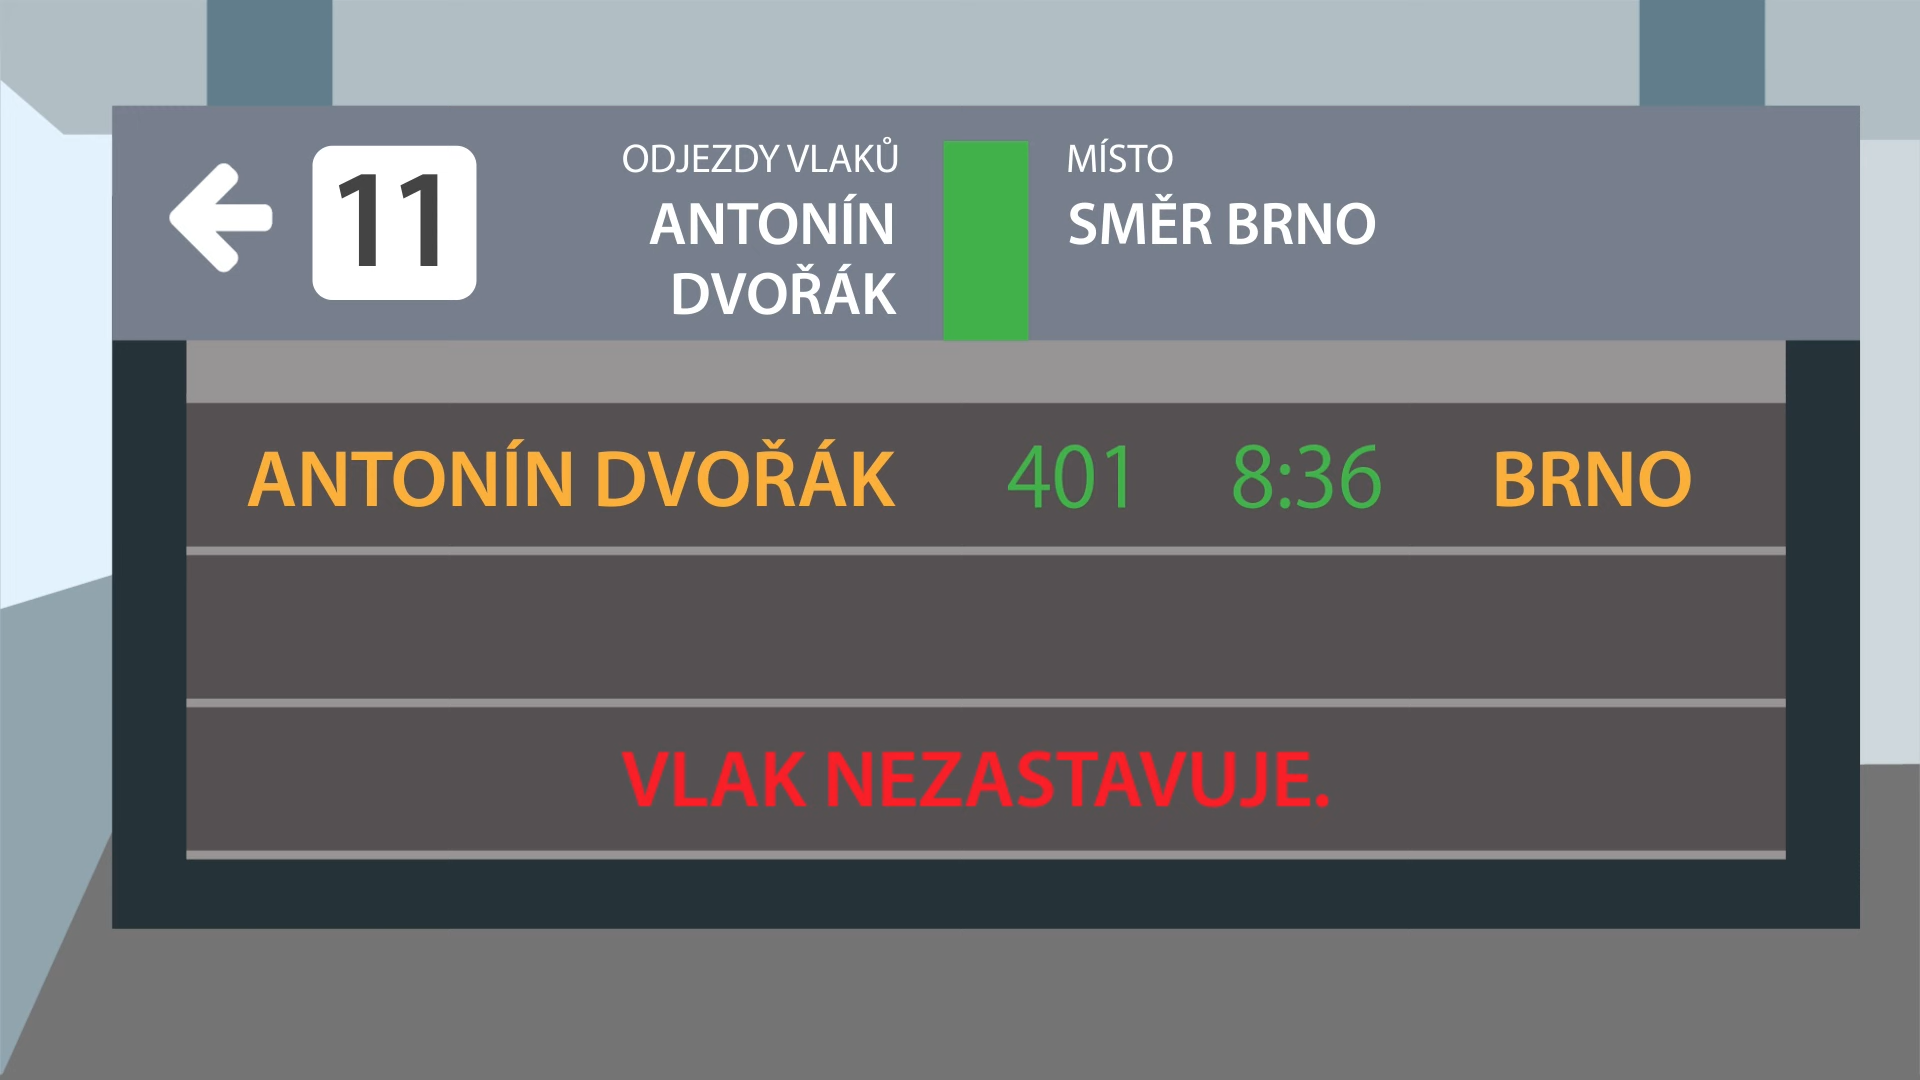 11
ODJEZDY VLAKŮ
ANTONÍN
DVOŘÁK
MÍSTO
SMĚR BRNO
ANTONÍN DVOŘÁK 401 8:36 BRNO
VLAK NEZASTAVUJE.